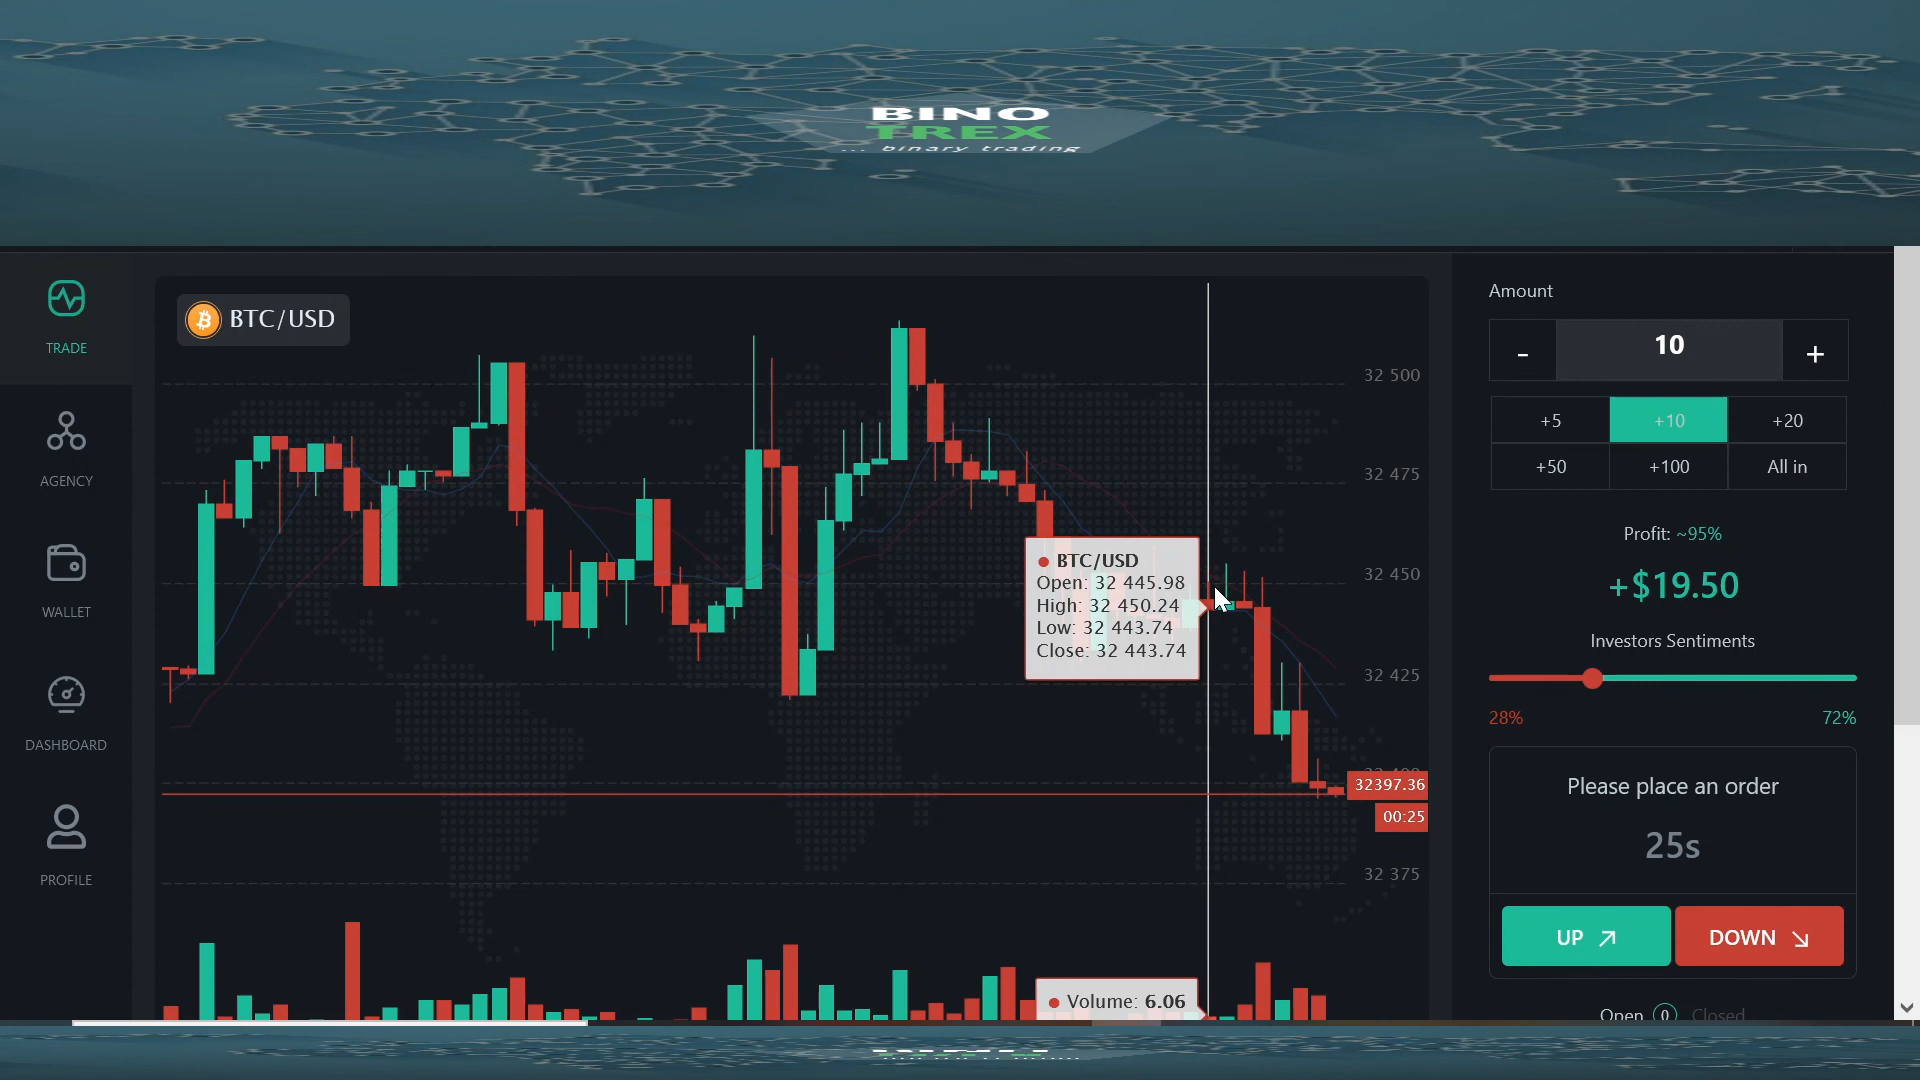 BINO
TREX
... binary trading
BTC/USD
TRADE
AGENCY
WALLET
DASHBOARD
PROFILE
32 500
32 475
32 450
32 425
32 375
32397.36
00:25
BTC/USD
Open: 32 445.98
High: 32 450.24
Low: 32 443.74
Close: 32 443.74
Volume: 6.06
Amount
-
10
+
+5
+10
+20
+50
+100
All in
Profit: ~95%
+$19.50
Investors Sentiments
28%
72%
Please place an order
25s
UP
DOWN
Open 0 Closed